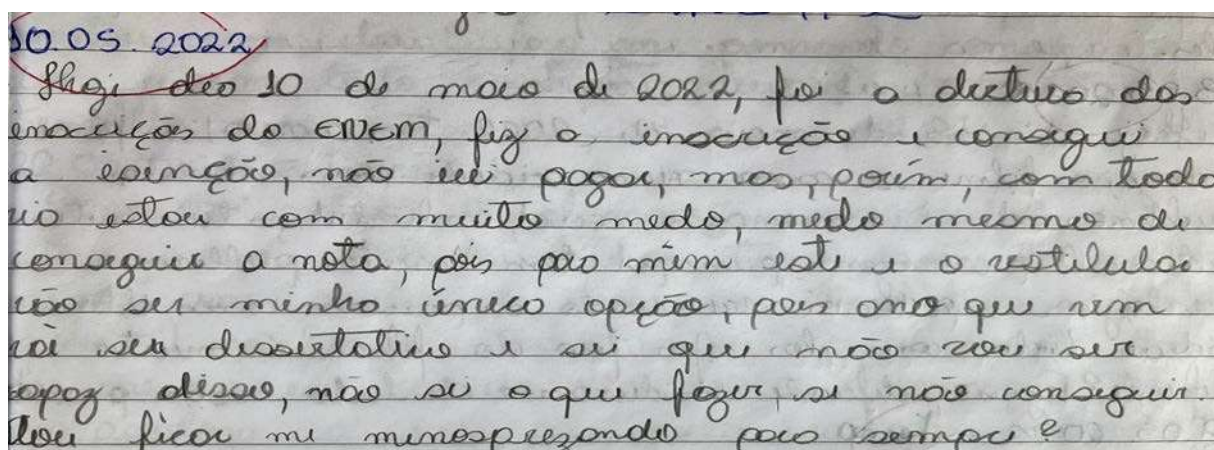 10.05.2022
Hoje dia 10 de maio de 2022, foi a abertura das
inscrição do ENEM, fiz a inscrição e consegui
a isenção, não irei pagar, mas, porém, com todo
eu estou com muito medo, medo mesmo de
conseguir a nota, pois para mim este e o vestibular
vão ser minha única opção, pois ano que vem
vai ser dissertativo e sei que não vou ser
capaz disso, não sei o que fazer, se não conseguir.
Vou ficar me menosprezando para sempre e